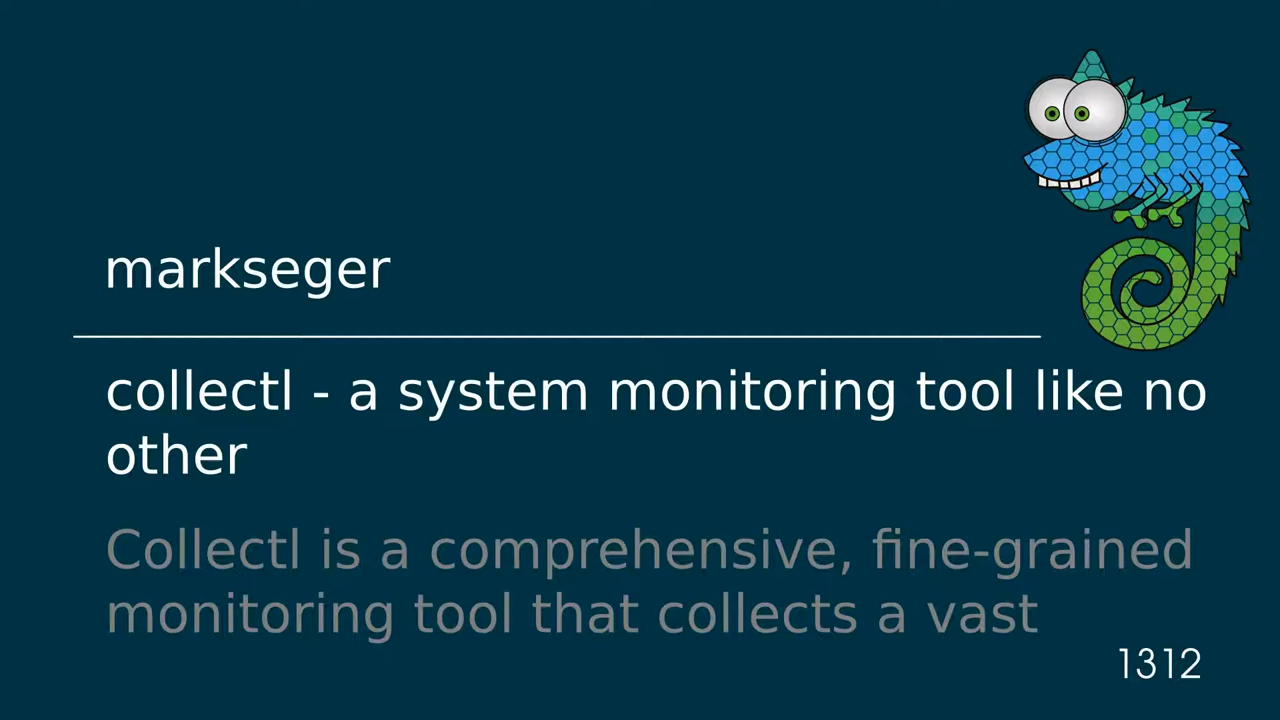 markseger
collectl - a system monitoring tool like no
other
Collectl is a comprehensive, fine-grained
monitoring tool that collects a vast
1312